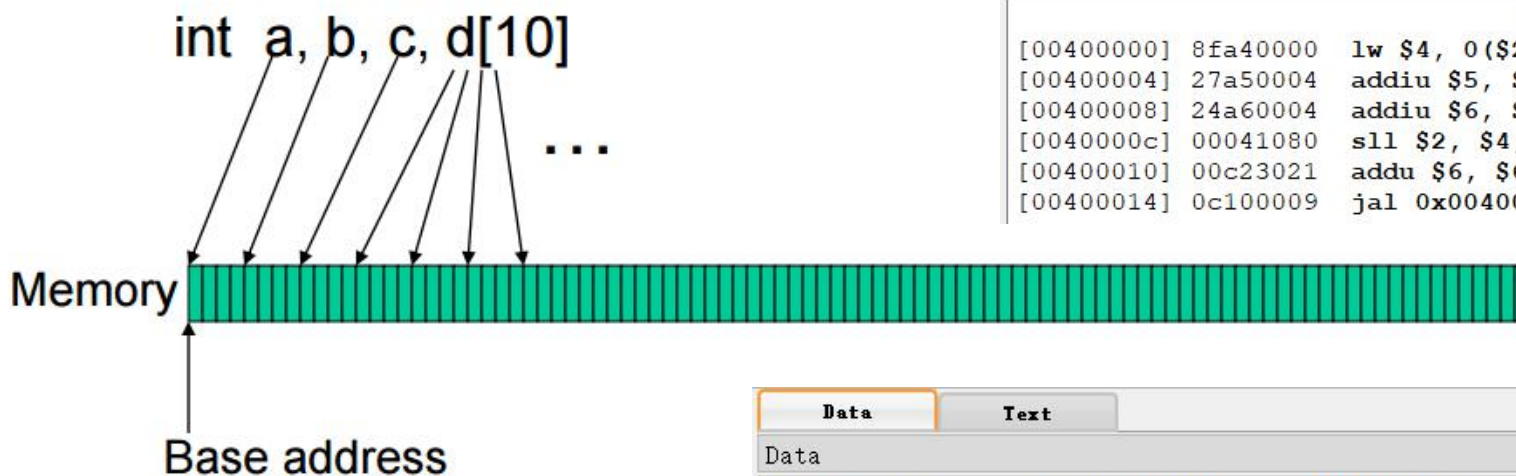 int a, b, c, d[10]
...
Memory
Base address
[00400000] 8fa40000 lw $4, 0($2
[00400004] 27a50004 addiu $5,
[00400008] 24a60004 addiu $6,
[0040000c] 00041080 sll $2, $4
[00400010] 00c23021 addu $6,
[00400014] 0c100009 jal 0x0040
Data Text
Data